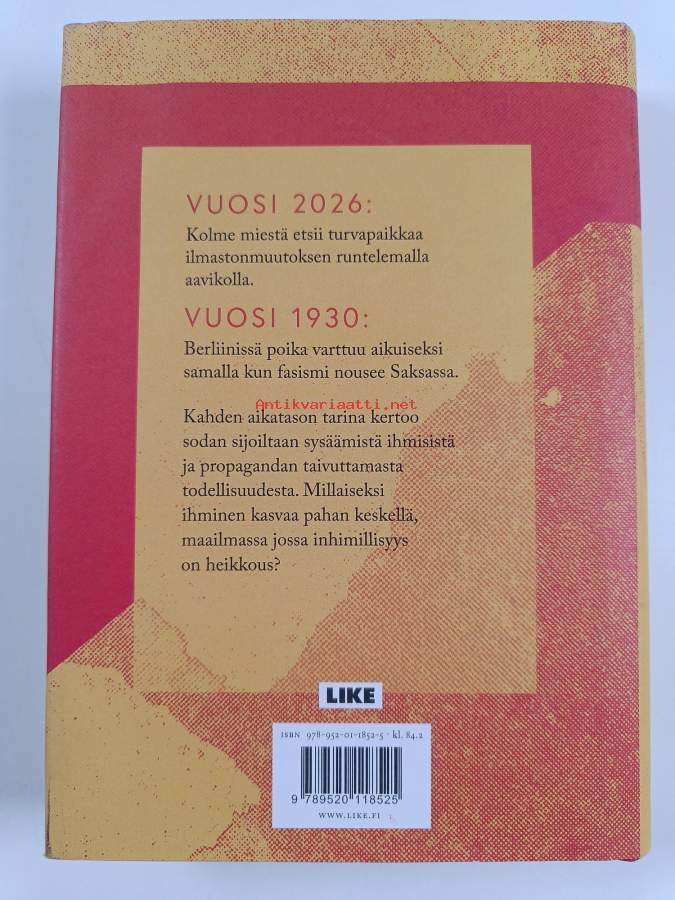 VUOSI 2026:
Kolme miestä etsii turvapaikkaa
ilmastonmuutoksen runtelemalla
aavikolla.
VUOSI 1930:
Berliinissä poika varttuu aikuiseksi
samalla kun fasismi nousee Saksassa.
Antikvariaatti.net
Kahden aikatason tarina kertoo
sodan sijoiltaan sysäämistä ihmisistä
ja propagandan taivuttamasta
todellisuudesta. Millaiseksi
ihminen kasvaa pahan keskellä,
maailmassa jossa inhimillisyys
on heikkous?
LIKE
ISBN 978-952-01-1852-5 · kl. 84.2
9 789520 118525
WWW.LIKE.FI